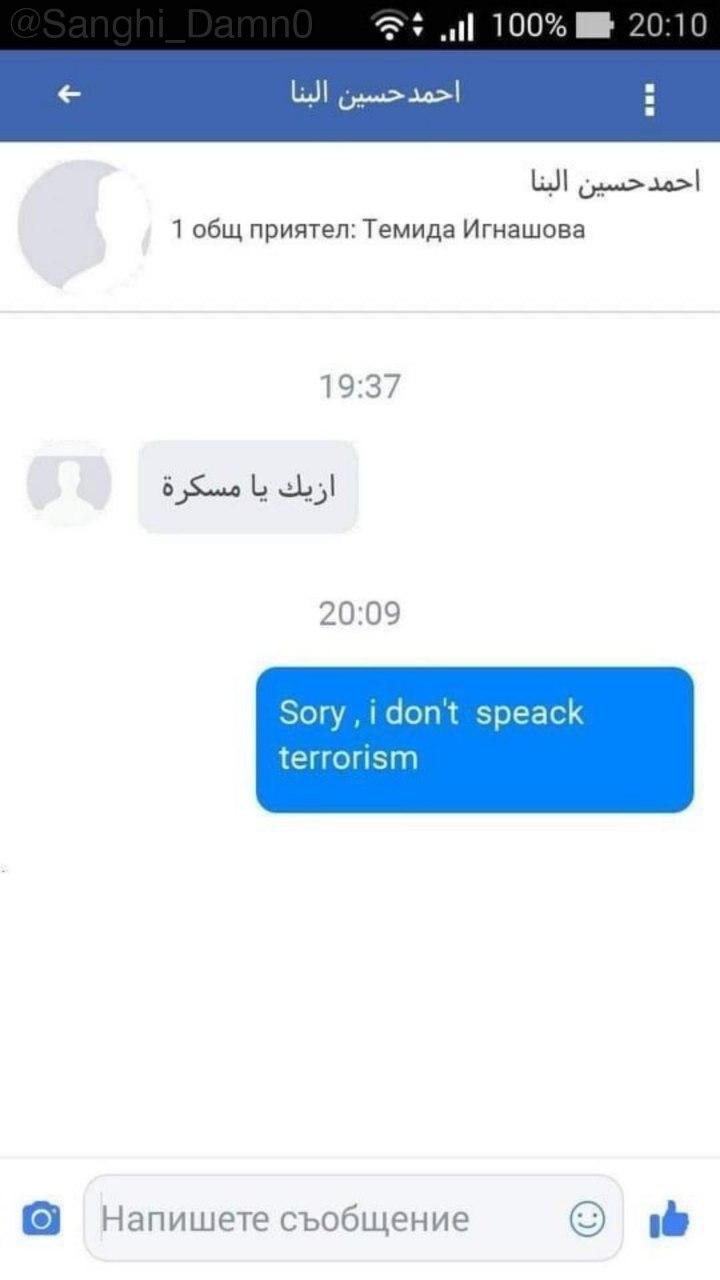 @Sanghi_Damn0 100% 20:10
احمدحسين البنا
احمدحسين البنا
1 общ приятел: Темида Игнашова
19:37
ازيك يا مسكرة
20:09
Sory , i don't speack
terrorism
Напишете съобщение